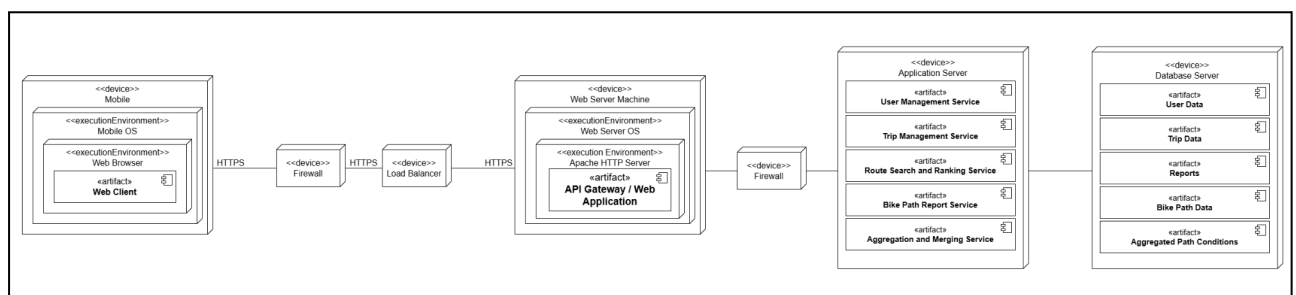 <<device>>
Mobile
<<executionEnvironment>>
Mobile OS
<<executionEnvironment>>
Web Browser
«artifact»
Web Client
HTTPS
<<device>>
Firewall
HTTPS
<<device>>
Load Balancer
HTTPS
<<device>>
Web Server Machine
<<executionEnvironment>>
Web Server OS
<<execution Environment>>
Apache HTTP Server
«artifact»
API Gateway / Web
Application
<<device>>
Firewall
<<device>>
Application Server
«artifact»
User Management Service
«artifact»
Trip Management Service
«artifact»
Route Search and Ranking Service
«artifact»
Bike Path Report Service
«artifact»
Aggregation and Merging Service
<<device>>
Database Server
«artifact»
User Data
«artifact»
Trip Data
«artifact»
Reports
«artifact»
Bike Path Data
«artifact»
Aggregated Path Conditions